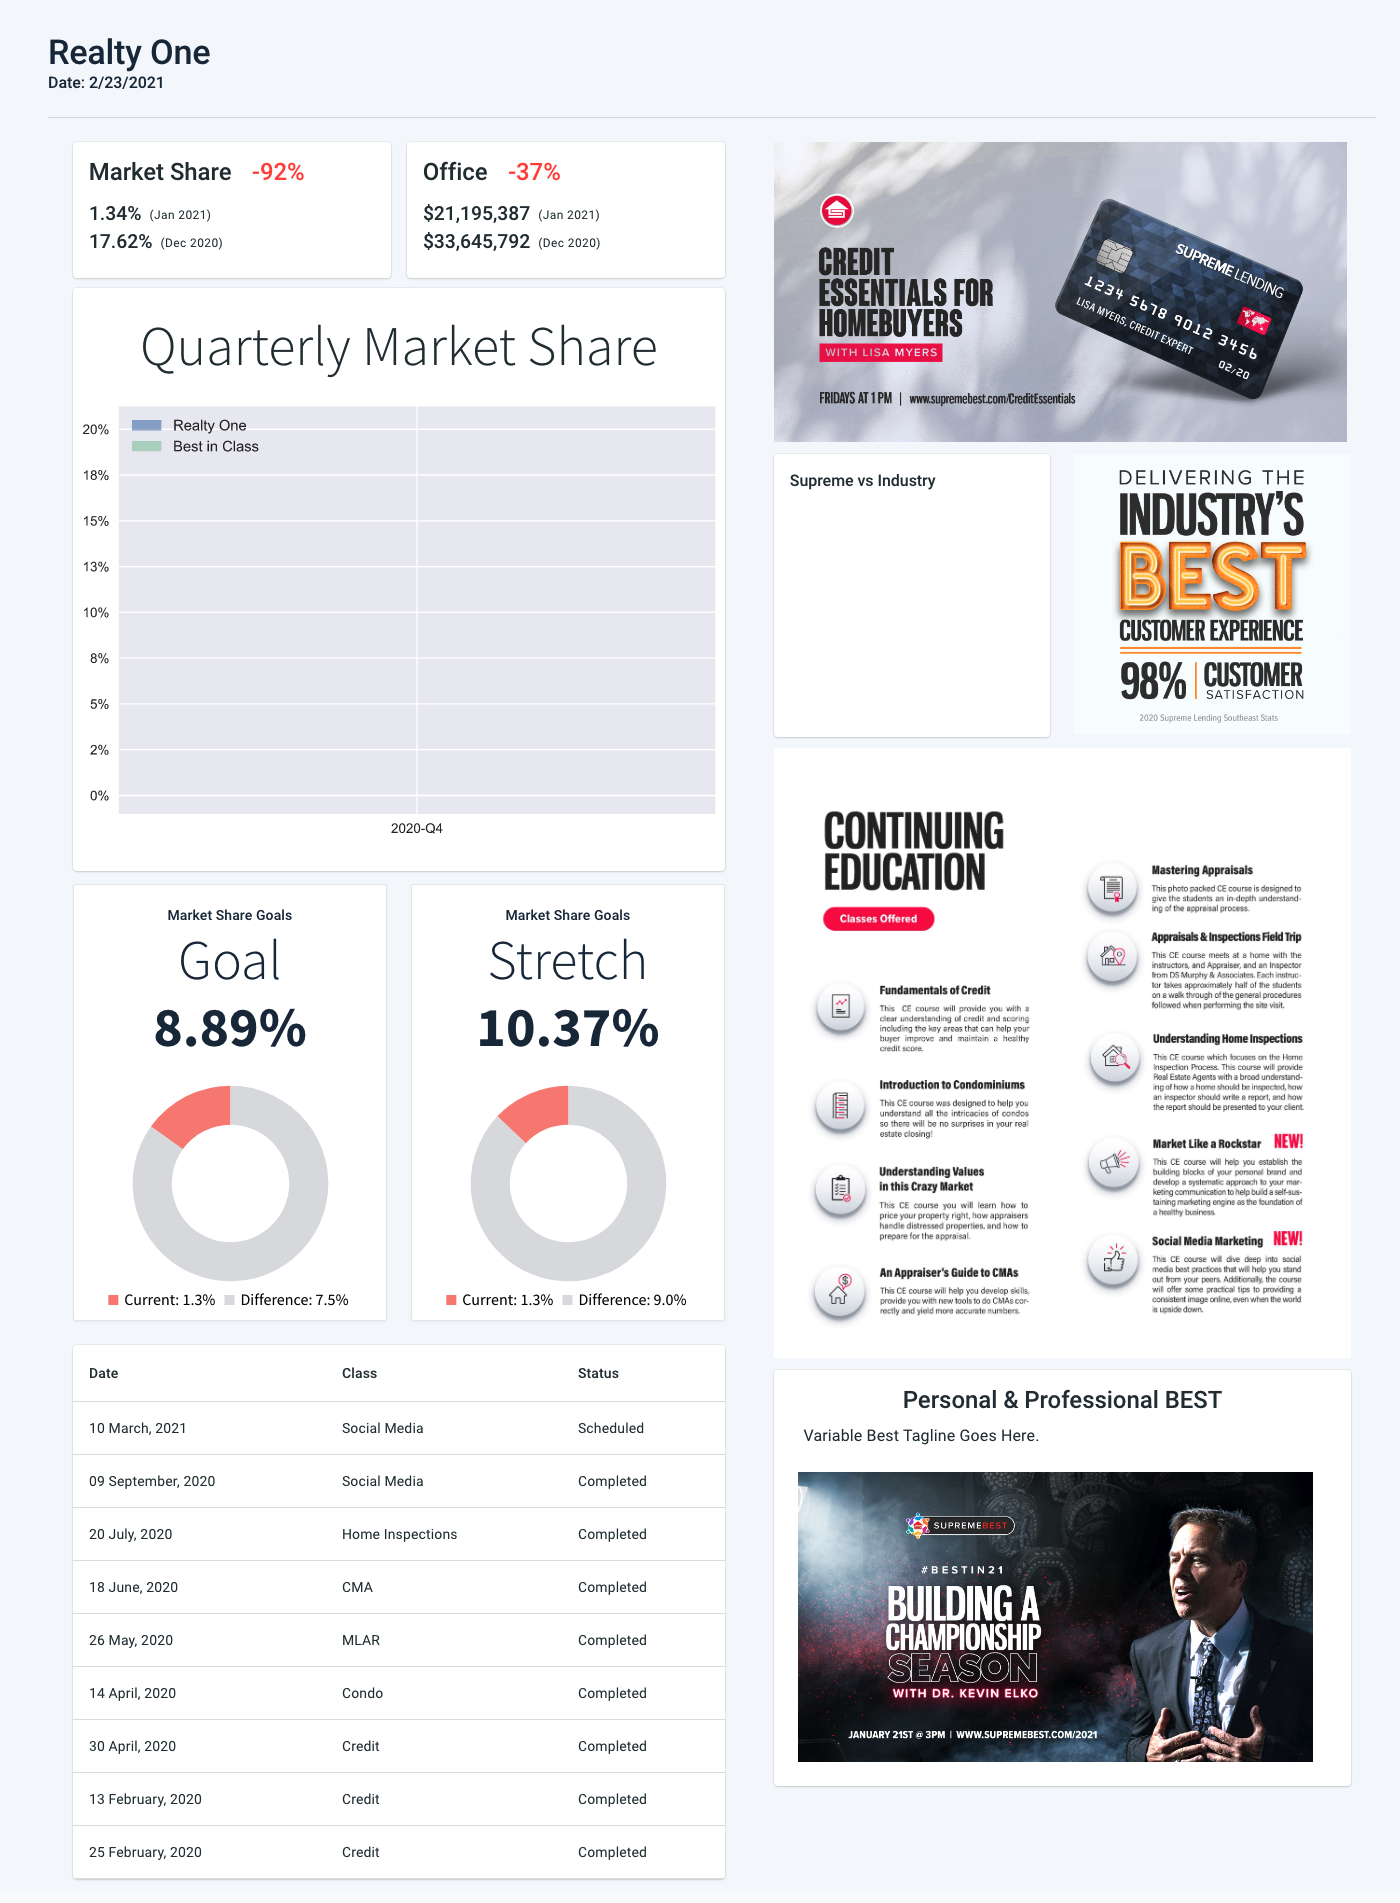 Realty One
Date: 2/23/2021
Market Share -92%
1.34% (Jan 2021)
17.62% (Dec 2020)
Office -37%
$21,195,387 (Jan 2021)
$33,645,792 (Dec 2020)
Quarterly Market Share
Realty One
Best in Class
20%
18%
15%
13%
10%
8%
5%
2%
0%
2020-Q4
Market Share Goals
Goal
8.89%
Current: 1.3% Difference: 7.5%
Market Share Goals
Stretch
10.37%
Current: 1.3% Difference: 9.0%
Date Class Status
10 March, 2021 Social Media Scheduled
09 September, 2020 Social Media Completed
20 July, 2020 Home Inspections Completed
18 June, 2020 CMA Completed
26 May, 2020 MLAR Completed
14 April, 2020 Condo Completed
30 April, 2020 Credit Completed
13 February, 2020 Credit Completed
25 February, 2020 Credit Completed
CREDIT
ESSENTIALS FOR
HOMEBUYERS
WITH LISA MYERS
FRIDAYS AT 1 PM | www.supremebest.com/CreditEssentials
SUPREME LENDING
1234 5678 9012 3456
LISA MYERS, CREDIT EXPERT
02/20
Supreme vs Industry
DELIVERING THE
INDUSTRY'S
BEST
CUSTOMER EXPERIENCE
98% CUSTOMER
SATISFACTION
2020 Supreme Lending Southeast Stats
CONTINUING
EDUCATION
Classes Offered
Fundamentals of Credit
This CE course will provide you with a
clear understanding of credit and scoring
including the key areas that can help your
buyer improve and maintain a healthy
credit score.
Introduction to Condominiums
This CE course was designed to help you
understand all the intricacies of condos
so there will be no surprises in your real
estate closing!
Understanding Values
in this Crazy Market
This CE course you will learn how to
price your property right, how appraisers
handle distressed properties, and how to
prepare for the appraisal.
An Appraiser's Guide to CMAs
This CE course will help you develop skills,
provide you with new tools to do CMAs cor-
rectly and yield more accurate numbers.
Mastering Appraisals
This photo packed CE course is designed to
give the students an in-depth understand-
ing of the appraisal process.
Appraisals & Inspections Field Trip
This CE course meets at a home with the
instructors, and Appraiser, and an Inspector
from DS Murphy & Associates. Each instruc-
tor takes approximately half of the students
on a walk through of the general procedures
followed when performing the site visit.
Understanding Home Inspections
This CE course which focuses on the Home
Inspection Process. This course will provide
Real Estate Agents with a broad understand-
ing of how a home should be inspected, how
an inspector should write a report, and how
the report should be presented to your client.
Market Like a Rockstar NEW!
This CE course will help you establish the
building blocks of your personal brand and
develop a systematic approach to your mar-
keting communication to help build a self-sus-
taining marketing engine as the foundation of
a healthy business.
Social Media Marketing NEW!
This CE course will dive deep into social
media best practices that will help you stand
out from your peers. Additionally, the course
will offer some practical tips to providing a
consistent image online, even when the world
is upside down.
Personal & Professional BEST
Variable Best Tagline Goes Here.
SUPREMEBEST
#BESTIN21
BUILDING A
CHAMPIONSHIP
SEASON
WITH DR. KEVIN ELKO
JANUARY 21ST @ 3PM | WWW.SUPREMEBEST.COM/2021